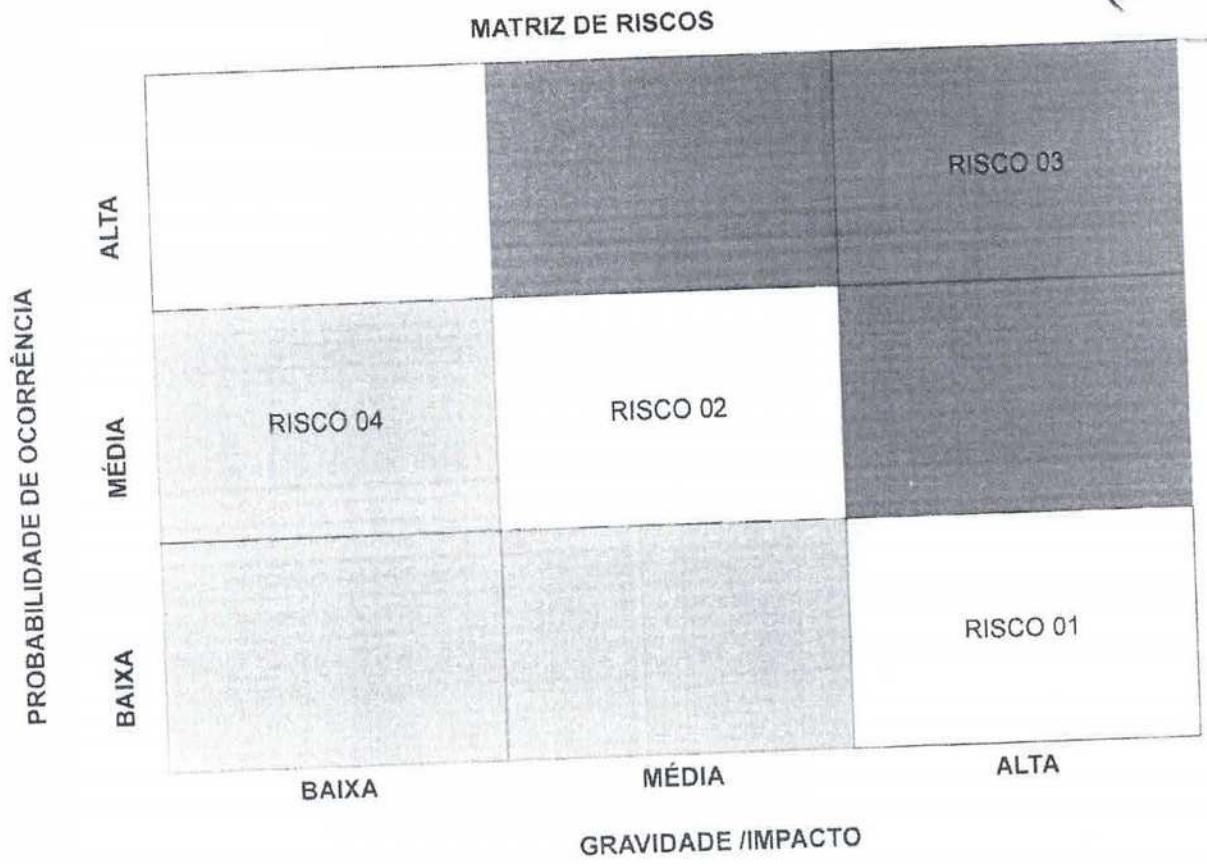 MATRIZ DE RISCOS
PROBABILIDADE DE OCORRÊNCIA
ALTA
RISCO 03
MÉDIA
RISCO 04
RISCO 02
BAIXA
RISCO 01
BAIXA
MÉDIA
ALTA
GRAVIDADE /IMPACTO